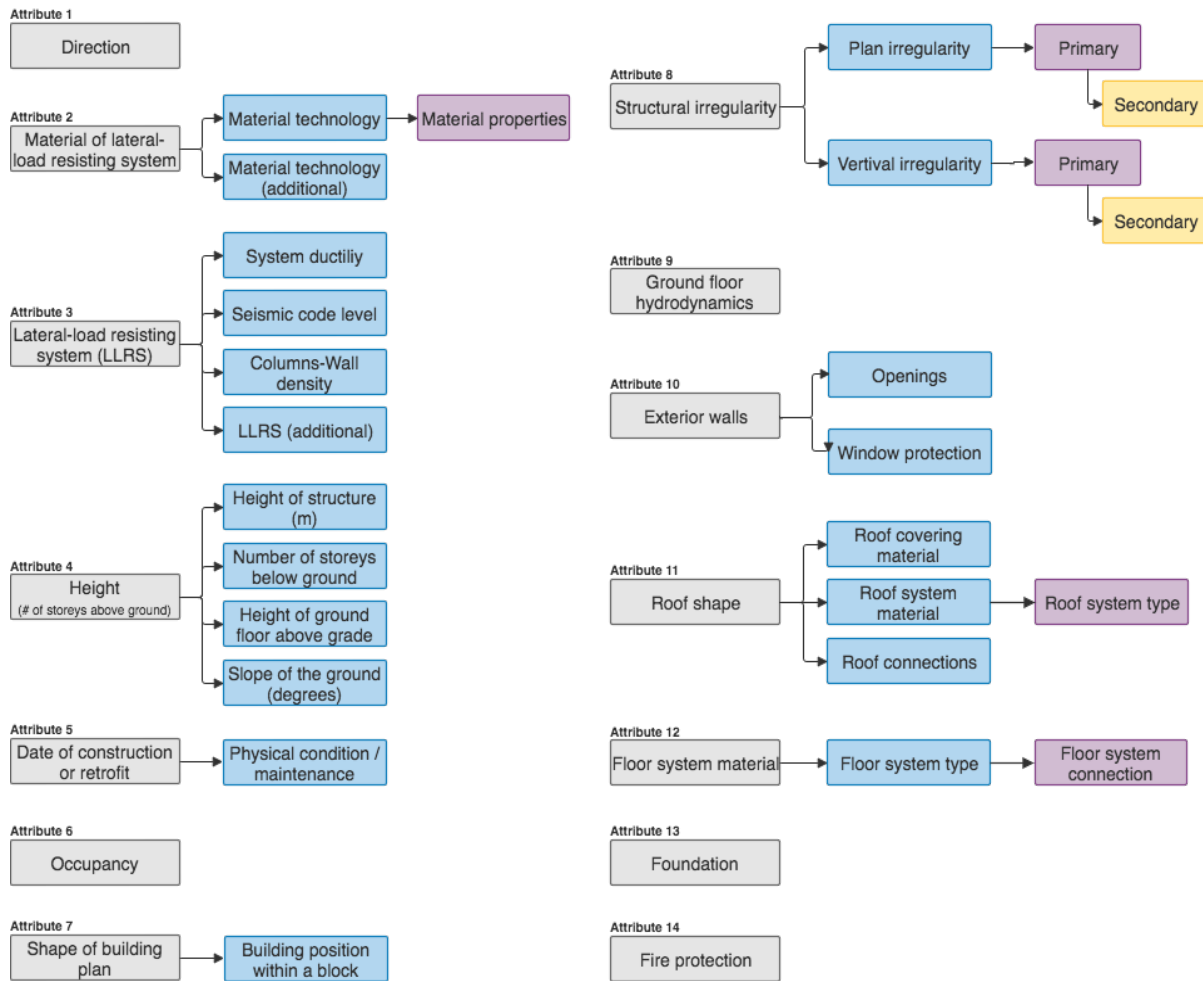 Attribute 1
Direction
Attribute 2
Material of lateral-
load resisting system
Material technology
Material properties
Material technology
(additional)
Attribute 3
Lateral-load resisting
system (LLRS)
System ductiliy
Seismic code level
Columns-Wall
density
LLRS (additional)
Attribute 4
Height
(# of storeys above ground)
Height of structure
(m)
Number of storeys
below ground
Height of ground
floor above grade
Slope of the ground
(degrees)
Attribute 5
Date of construction
or retrofit
Physical condition /
maintenance
Attribute 6
Occupancy
Attribute 7
Shape of building
plan
Building position
within a block
Attribute 8
Structural irregularity
Plan irregularity
Primary
Secondary
Vertival irregularity
Primary
Secondary
Attribute 9
Ground floor
hydrodynamics
Attribute 10
Exterior walls
Openings
Window protection
Attribute 11
Roof shape
Roof covering
material
Roof system
material
Roof system type
Roof connections
Attribute 12
Floor system material
Floor system type
Floor system
connection
Attribute 13
Foundation
Attribute 14
Fire protection